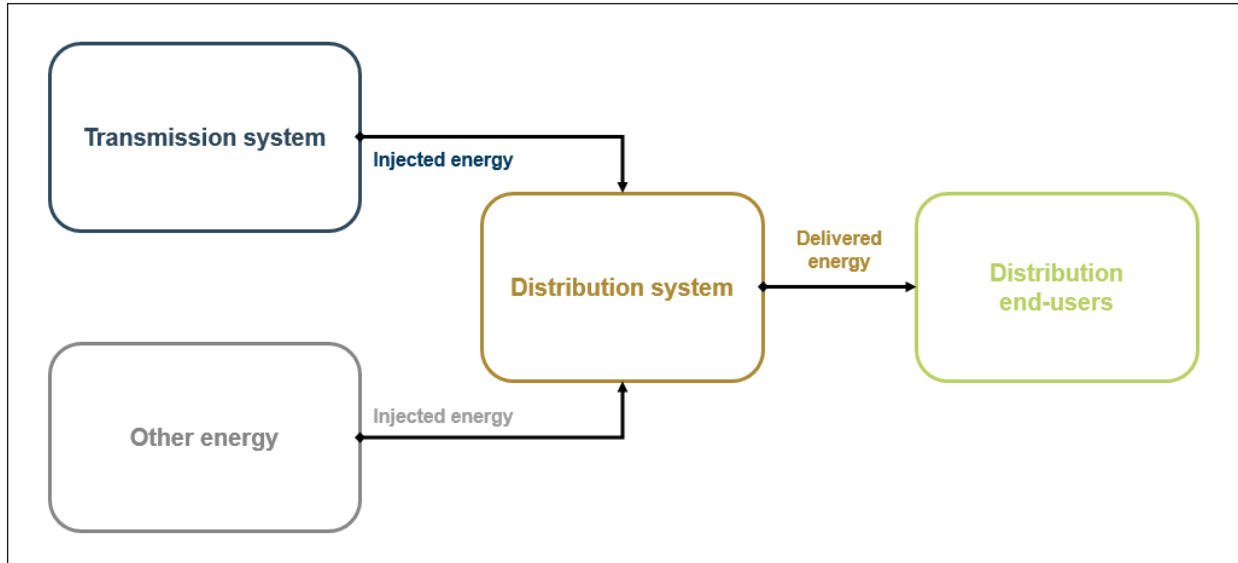 Transmission system
Injected energy
Distribution system
Delivered
energy
Distribution
end-users
Other energy
Injected energy